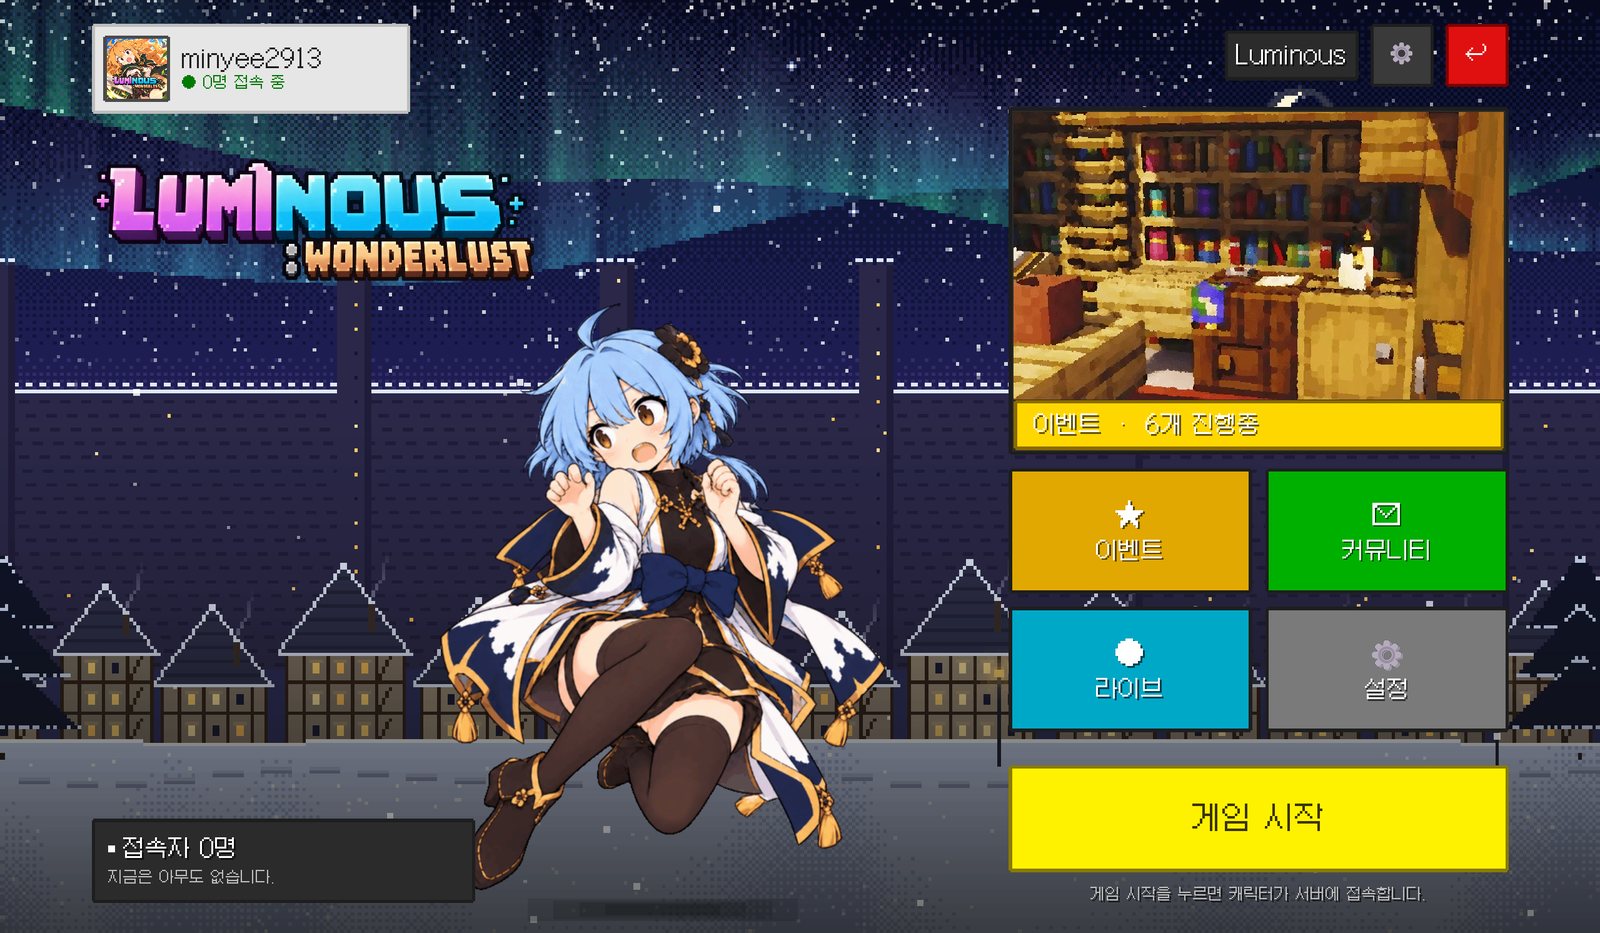 minyee2913
0명 접속 중
Luminous
LUMINOUS
:WONDERLUST
이벤트 · 6개 진행중
이벤트
커뮤니티
라이브
설정
게임 시작
게임 시작을 누르면 캐릭터가 서버에 접속합니다.
접속자 0명
지금은 아무도 없습니다.